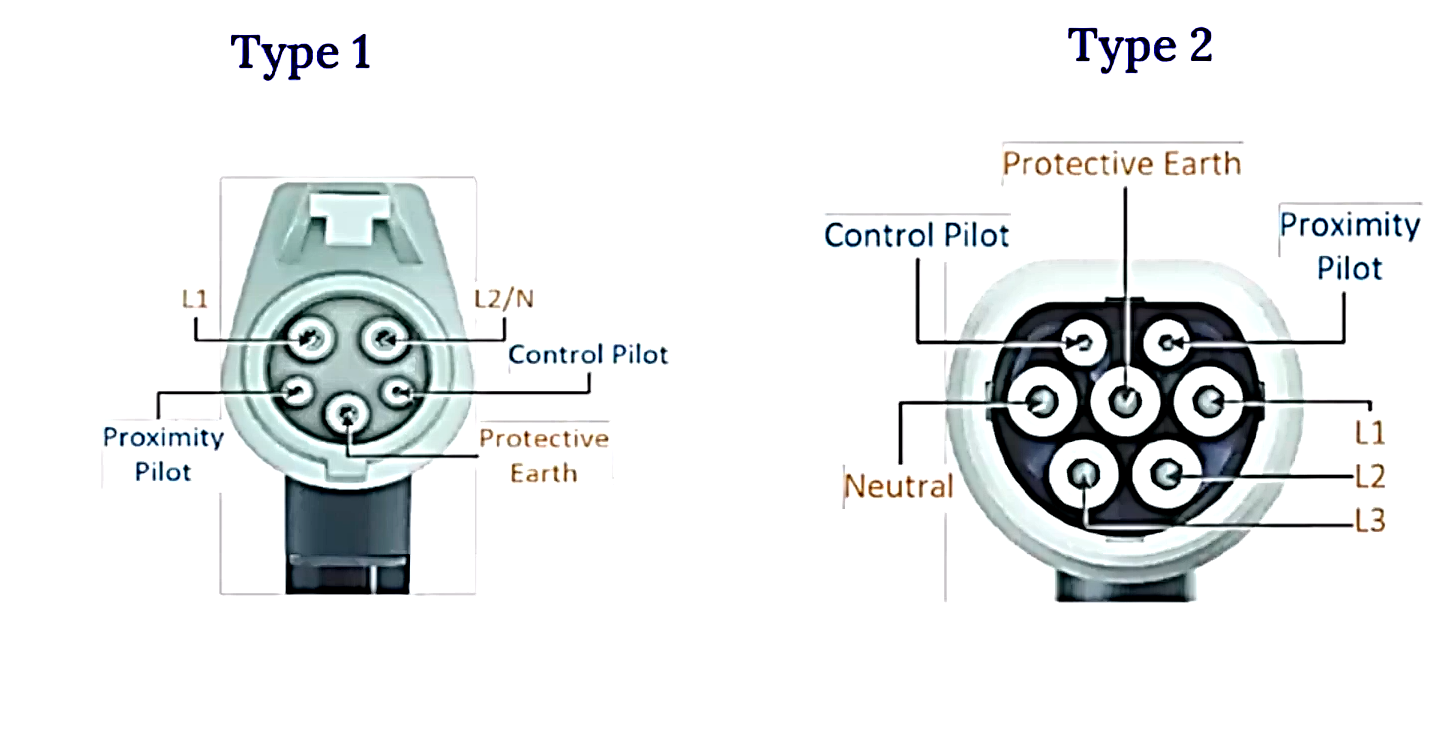 Type 1
L1
L2/N
Control Pilot
Proximity
Pilot
Protective
Earth
Type 2
Protective Earth
Control Pilot
Proximity
Pilot
Neutral
L1
L2
L3